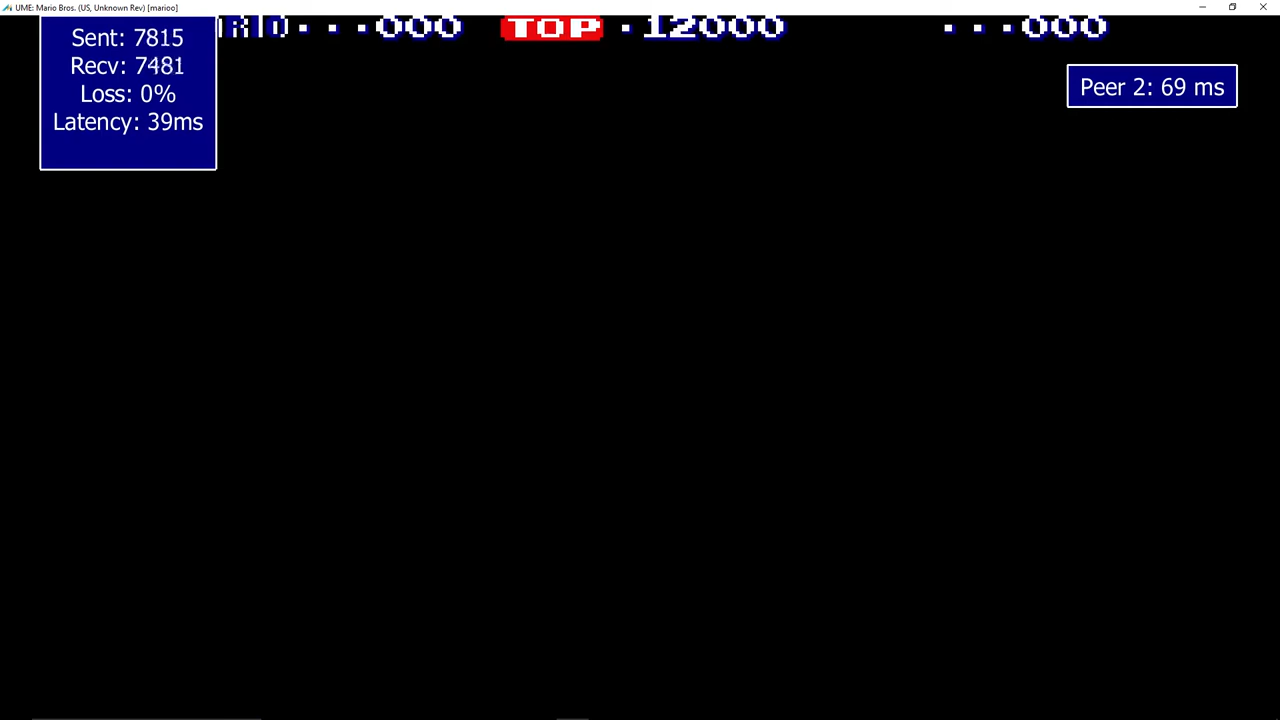 UME: Mario Bros. (US, Unknown Rev) [marioo]
Sent: 7815
Recv: 7481
Loss: 0%
Latency: 39ms
RIO...000 TOP .12000 ...000
Peer 2: 69 ms